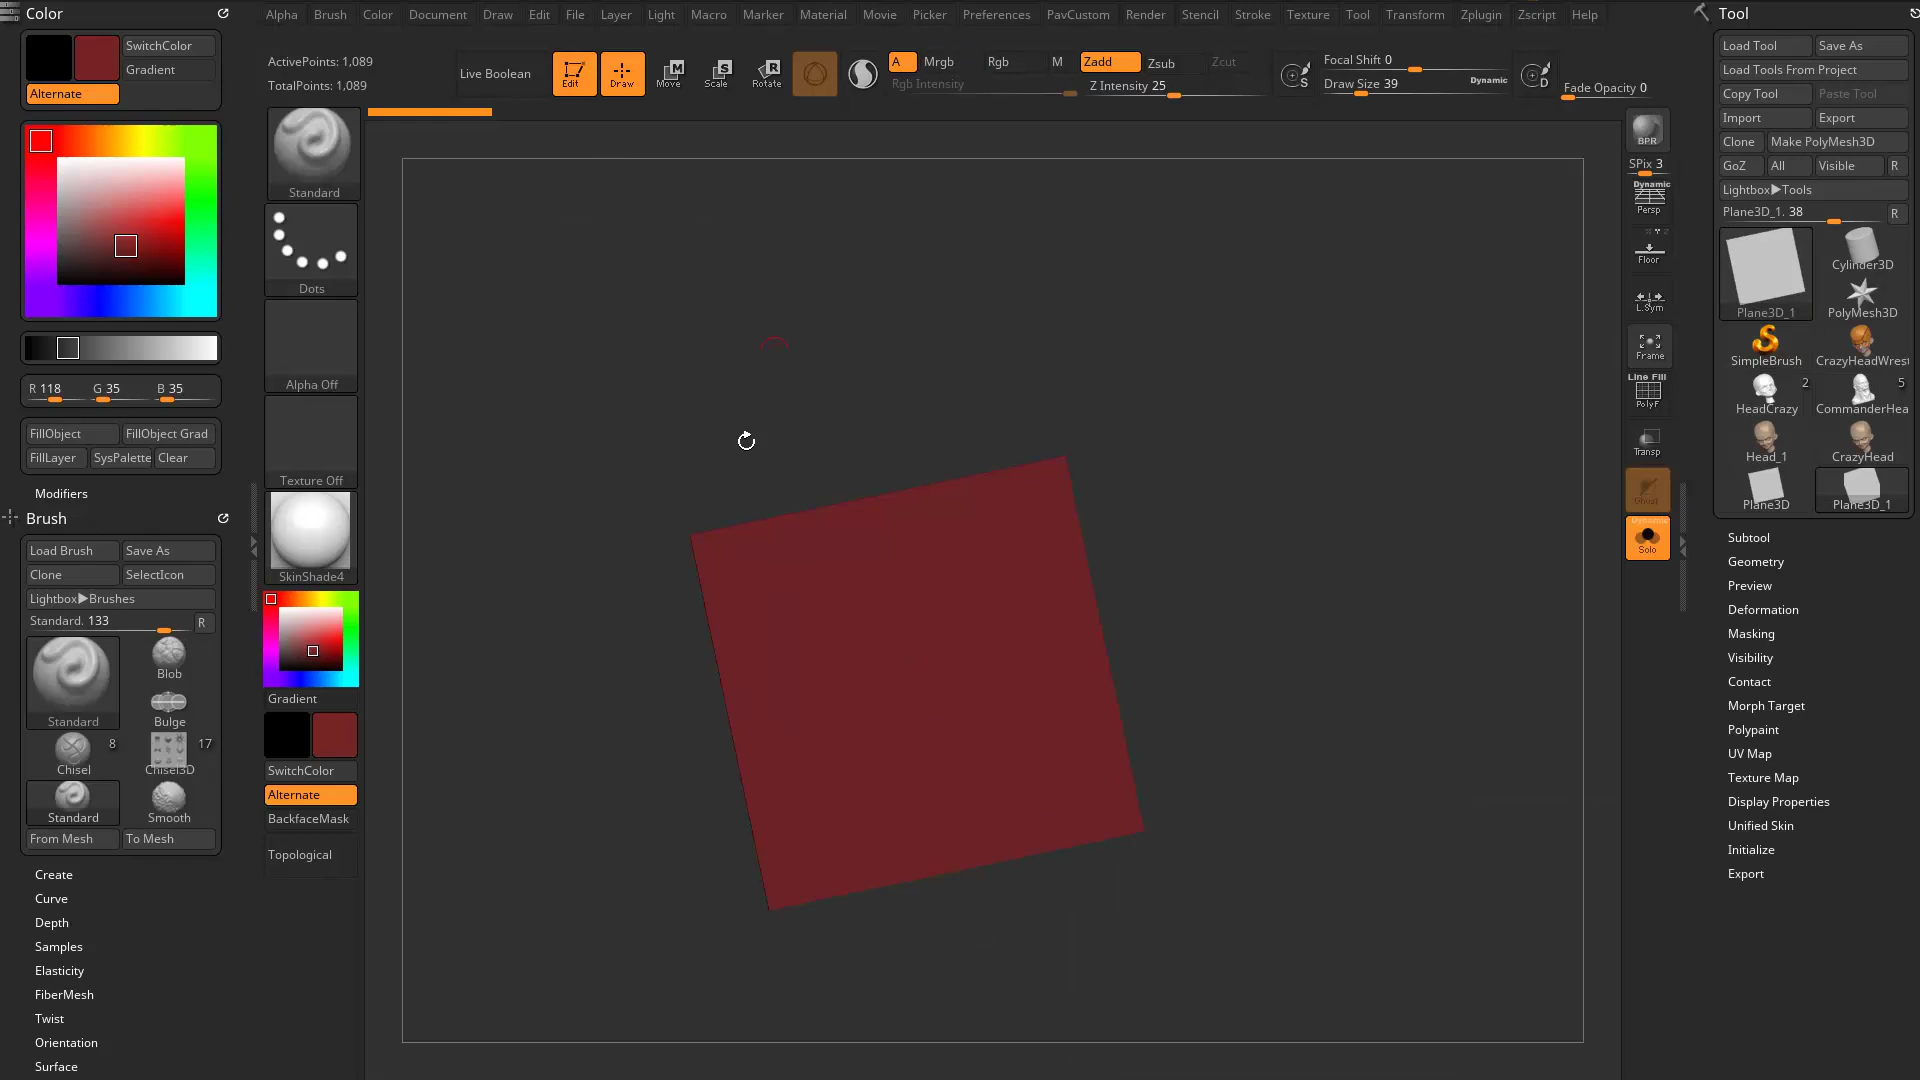 Color
Alpha Brush Color Document Draw Edit File Layer Light Macro Marker Material Movie Picker Preferences PavCustom Render Stencil Stroke Texture Tool Transform Zplugin Zscript Help
Tool
SwitchColor
Gradient
Alternate
R 118 G 35 B 35
FillObject FillObject Grad
FillLayer SysPalette Clear
Modifiers
Brush
Load Brush Save As
Clone SelectIcon
Lightbox▶Brushes
Standard. 133 R
Standard
Blob
Bulge
Chisel 8
Chisel3D 17
Standard
Smooth
From Mesh To Mesh
Create
Curve
Depth
Samples
Elasticity
FiberMesh
Twist
Orientation
Surface
ActivePoints: 1,089
TotalPoints: 1,089
Live Boolean
Edit
Draw
Move
Scale
Rotate
A Mrgb Rgb M
Rgb Intensity
Zadd Zsub Zcut
Z Intensity 25
S
Focal Shift 0
Draw Size 39
Dynamic
D
Fade Opacity 0
Standard
Dots
Alpha Off
Texture Off
SkinShade4
Gradient
SwitchColor
Alternate
BackfaceMask
Topological
BPR
SPix 3
Dynamic
Persp
Floor
L.Sym
Frame
Line Fill
PolyF
Transp
Ghost
Dynamic
Solo
Load Tool Save As
Load Tools From Project
Copy Tool Paste Tool
Import Export
Clone Make PolyMesh3D
GoZ All Visible R
Lightbox▶Tools
Plane3D_1. 38 R
Plane3D_1
Cylinder3D
PolyMesh3D
SimpleBrush
CrazyHeadWrest
HeadCrazy 2
CommanderHea 5
Head_1
CrazyHead
Plane3D
Plane3D_1
Subtool
Geometry
Preview
Deformation
Masking
Visibility
Contact
Morph Target
Polypaint
UV Map
Texture Map
Display Properties
Unified Skin
Initialize
Export